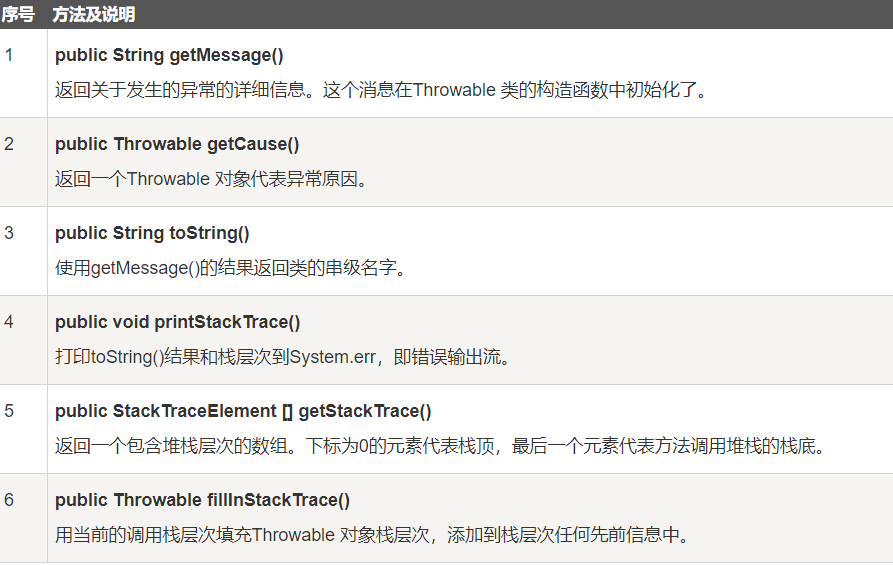 序号 方法及说明
1 public String getMessage()
返回关于发生的异常的详细信息。这个消息在Throwable 类的构造函数中初始化了。
2 public Throwable getCause()
返回一个Throwable 对象代表异常原因。
3 public String toString()
使用getMessage()的结果返回类的串级名字。
4 public void printStackTrace()
打印toString()结果和栈层次到System.err，即错误输出流。
5 public StackTraceElement [] getStackTrace()
返回一个包含堆栈层次的数组。下标为0的元素代表栈顶，最后一个元素代表方法调用堆栈的栈底。
6 public Throwable fillInStackTrace()
用当前的调用栈层次填充Throwable 对象栈层次，添加到栈层次任何先前信息中。